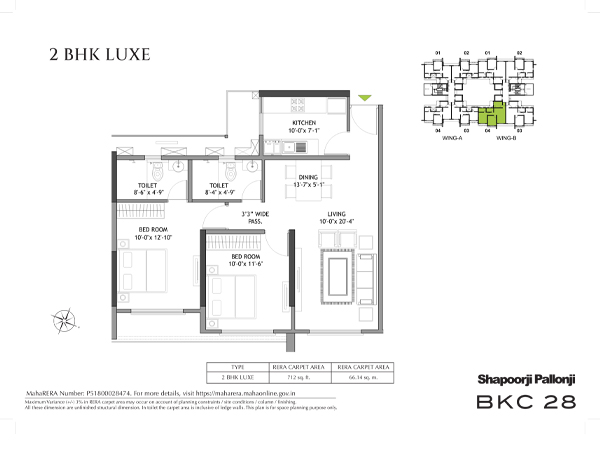 2 BHK LUXE
01 02 01 02
04 03 04 03
WING-A WING-B
KITCHEN
10'-0" x 7'-1"
DINING
13'-7" x 5'-1"
TOILET
8'-6" x 4'-9"
TOILET
8'-4" x 4'-9"
3'3" WIDE
PASS.
LIVING
10'-0" x 20'-4"
BED ROOM
10'-0" x 12'-10"
BED ROOM
10'-0" x 11'-6"
TYPE RERA CARPET AREA RERA CARPET AREA
2 BHK LUXE 712 sq. ft. 66.14 sq. m.
Shapoorji Pallonji
BKC 28
MahaRERA Number: P51800028474. For more details, visit https://maharera.mahaonline.gov.in
Maximum Variance (+/- 3% in RERA carpet area may occur on account of planning constraints / site conditions / column / finishing.
All these dimension are unfinished structural dimension. In toilet the carpet area is inclusive of ledge walls. This plan is for space planning purpose only.